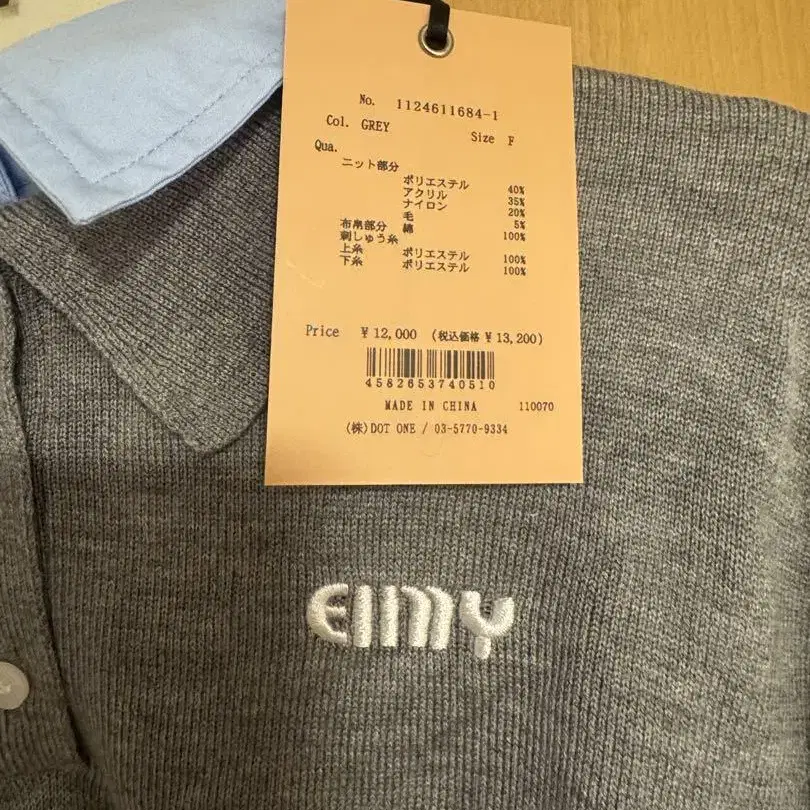 No. 1124611684-1
Col. GREY Size F
Qua.
ニット部分
ポリエステル 40%
アクリル 35%
ナイロン 20%
毛 5%
布帛部分 綿 100%
刺しゅう糸
上糸 ポリエステル 100%
下糸 ポリエステル 100%
Price ¥12,000 (税込価格¥13,200)
4582653740510
MADE IN CHINA 110070
(株)DOT ONE / 03-5770-9334
EMMY